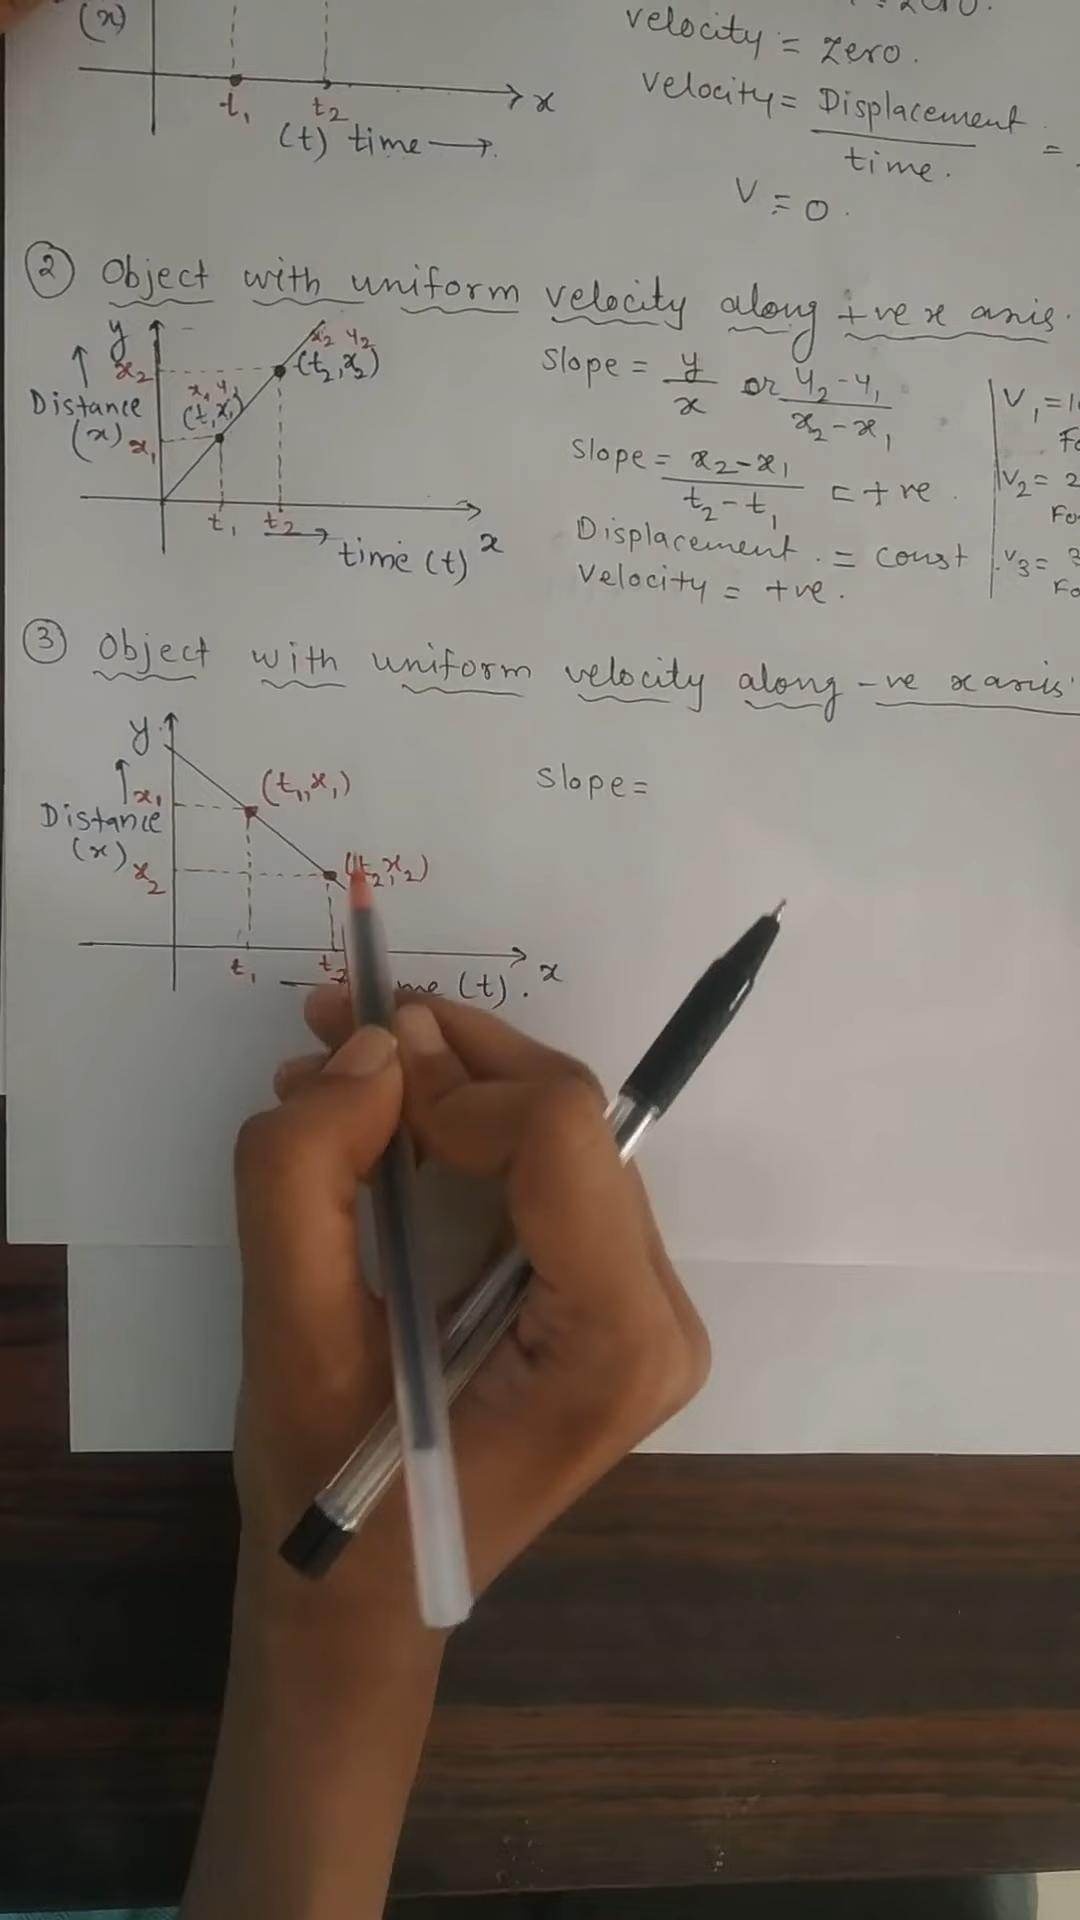 (x)
t₁ t₂ x
(t) time →
velocity = zero.
velocity = Displacement =
time.
V = 0.
② Object with uniform velocity along +ve x axis.
y
x₂
Distance
(x) x₁
x₂ y₂
(t₂, x₂)
x₁ y₁
(t, x₁)
t₁ t₂ → time (t) x
Slope = y/x or y₂-y₁/x₂-x₁
Slope = x₂-x₁/t₂-t₁ = +ve.
Displacement. = const
Velocity = +ve.
V₁ =
V₂ = 2
V₃ = 3
③ Object with uniform velocity along -ve x axis.
y
x₁
Distance
(x) x₂
(t₁, x₁)
(t₂, x₂)
t₁ t₂
me (t). x
Slope =